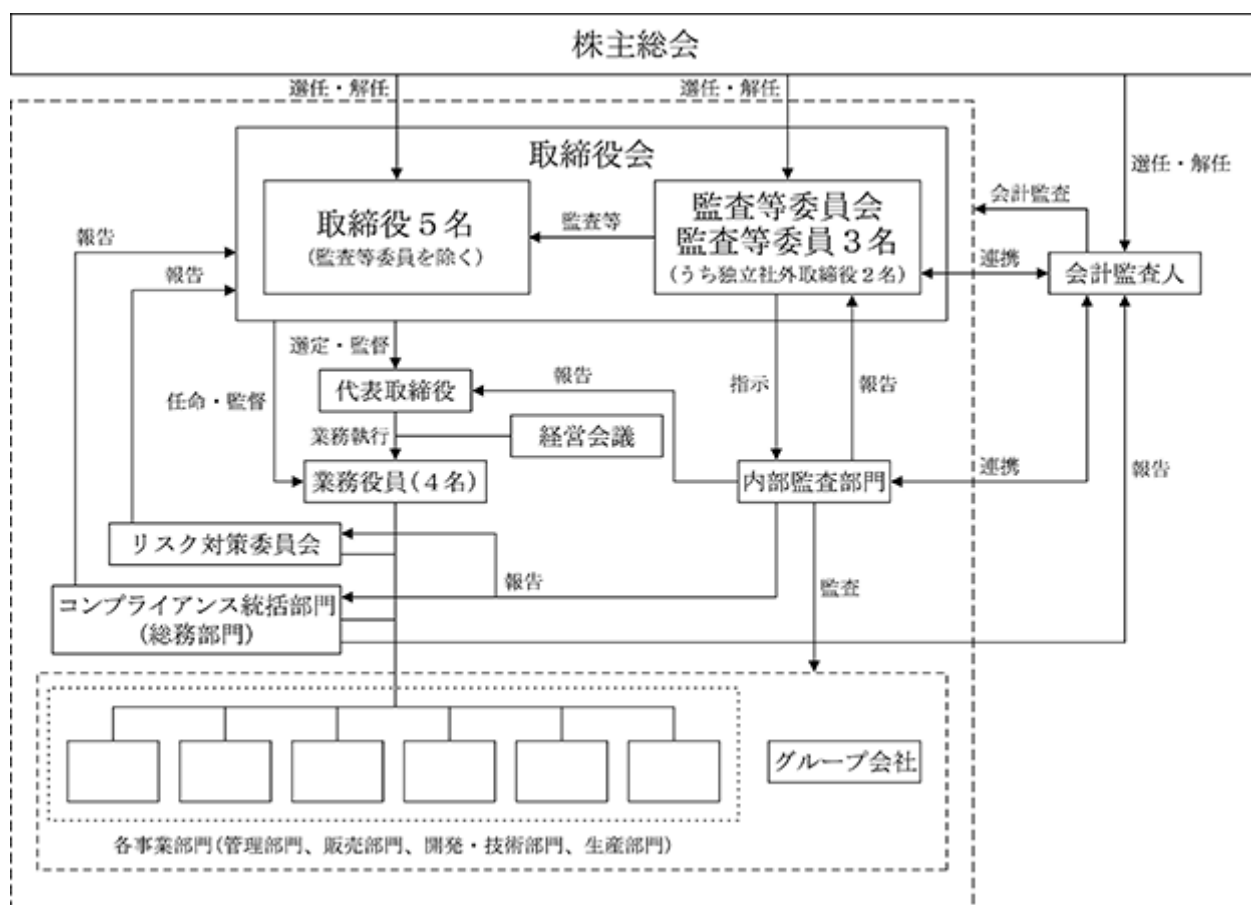 株主総会
選任・解任
選任・解任
選任・解任
取締役会
取締役5名
(監査等委員を除く)
監査等
監査等委員会
監査等委員3名
(うち独立社外取締役2名)
会計監査
連携
会計監査人
報告
報告
選定・監督
任命・監督
代表取締役
報告
指示
報告
業務執行
経営会議
業務役員(4名)
内部監査部門
連携
報告
リスク対策委員会
報告
監査
コンプライアンス統括部門
(総務部門)
グループ会社
各事業部門(管理部門、販売部門、開発・技術部門、生産部門)